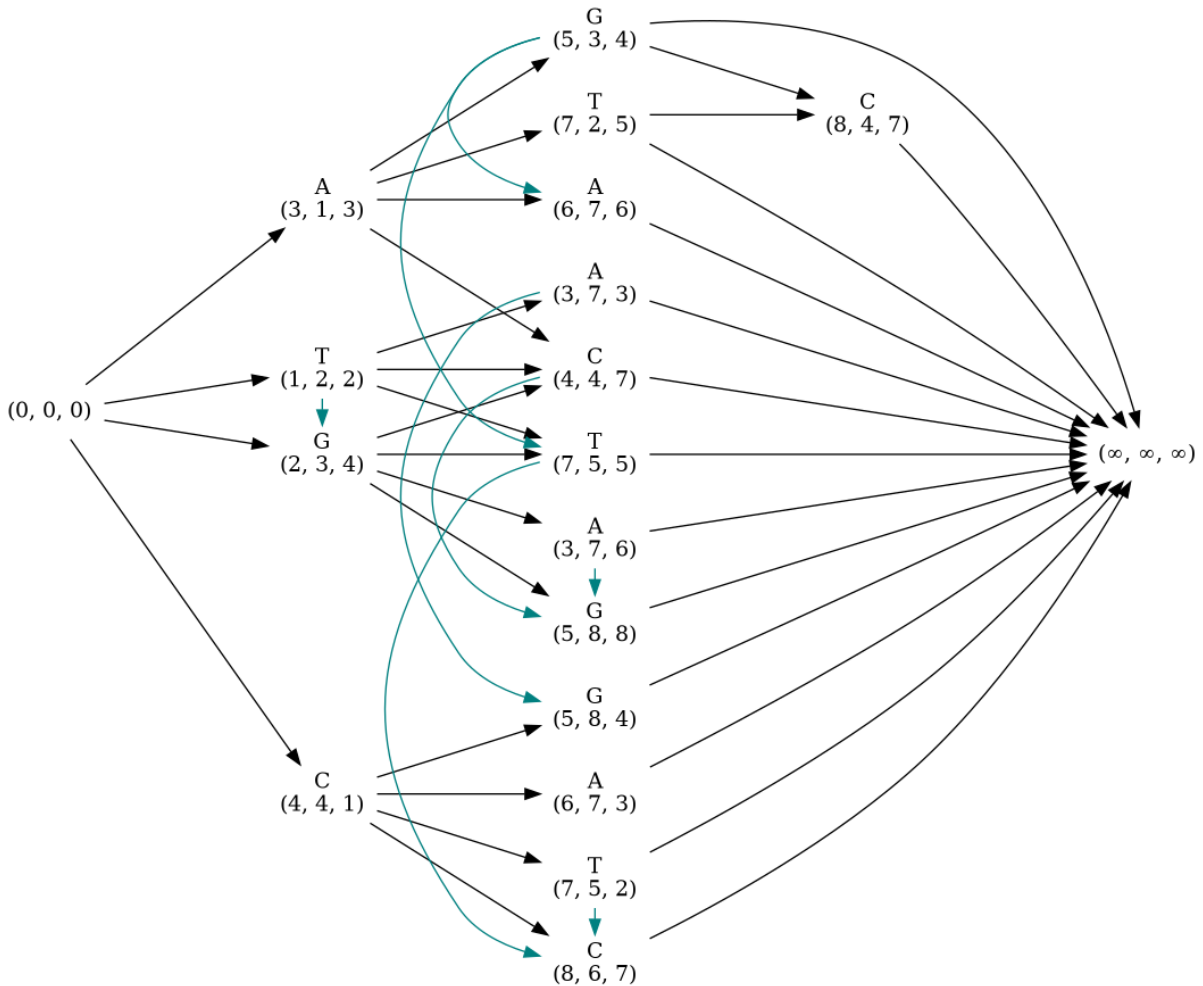 (0, 0, 0)
A
(3, 1, 3)
T
(1, 2, 2)
G
(2, 3, 4)
C
(4, 4, 1)
G
(5, 3, 4)
T
(7, 2, 5)
A
(6, 7, 6)
A
(3, 7, 3)
C
(4, 4, 7)
T
(7, 5, 5)
A
(3, 7, 6)
G
(5, 8, 8)
G
(5, 8, 4)
A
(6, 7, 3)
T
(7, 5, 2)
C
(8, 6, 7)
C
(8, 4, 7)
(∞, ∞, ∞)